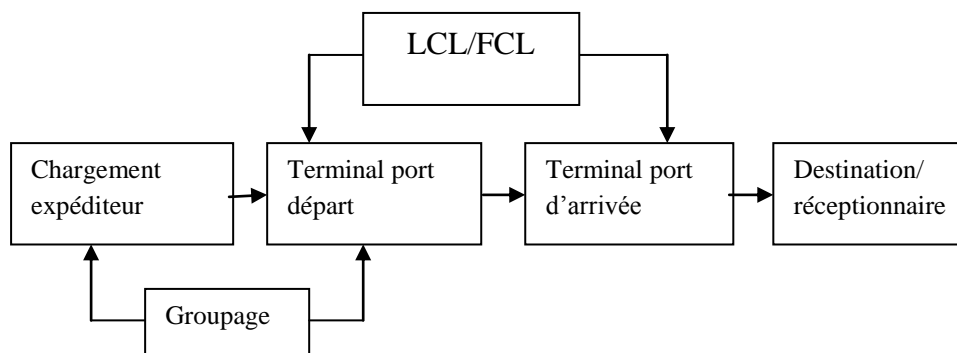 LCL/FCL
Chargement
expéditeur
Terminal port
départ
Terminal port
d’arrivée
Destination/
réceptionnaire
Groupage